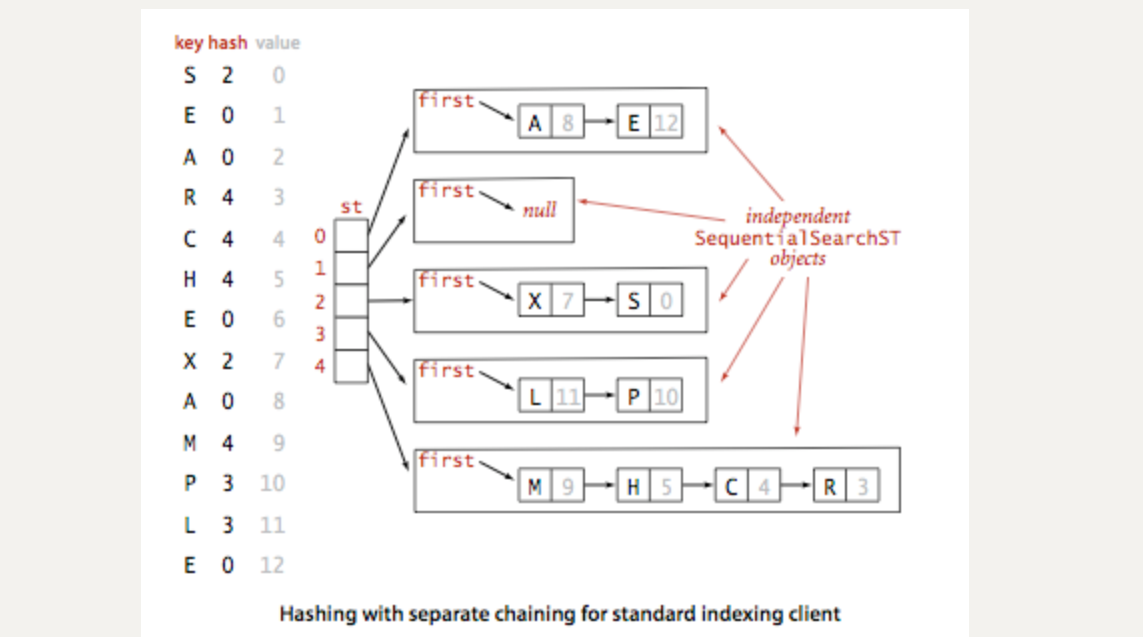 key hash value
S 2 0
E 0 1
A 0 2
R 4 3
C 4 4
H 4 5
E 0 6
X 2 7
A 0 8
M 4 9
P 3 10
L 3 11
E 0 12
st
0
1
2
3
4
first
A 8 E 12
first
null
first
X 7 S 0
first
L 11 P 10
first
M 9 H 5 C 4 R 3
independent
SequentialSearchST
objects
Hashing with separate chaining for standard indexing client